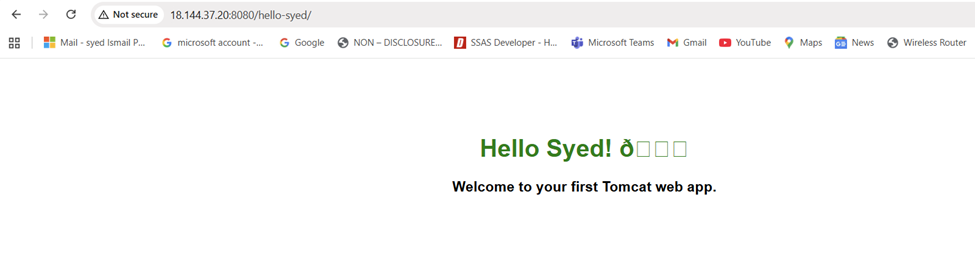 Not secure 18.144.37.20:8080/hello-syed/
Mail - syed Ismail P... microsoft account -... Google NON – DISCLOSURE... SSAS Developer - H... Microsoft Teams Gmail YouTube Maps News Wireless Router
Hello Syed! ð□□□
Welcome to your first Tomcat web app.